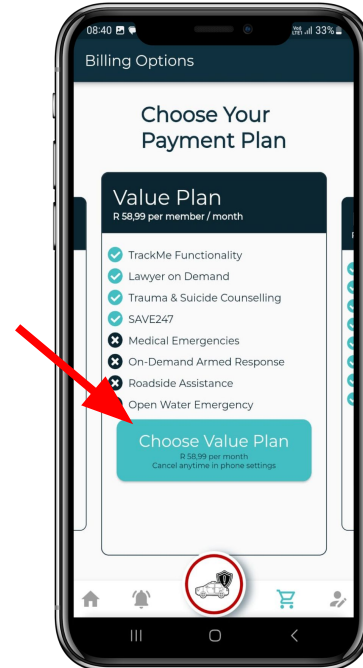 08:40
33%
Billing Options
Choose Your
Payment Plan
Value Plan
R 58,99 per member / month
TrackMe Functionality
Lawyer on Demand
Trauma & Suicide Counselling
SAVE247
Medical Emergencies
On-Demand Armed Response
Roadside Assistance
Open Water Emergency
Choose Value Plan
R 58,99 per month
Cancel anytime in phone settings